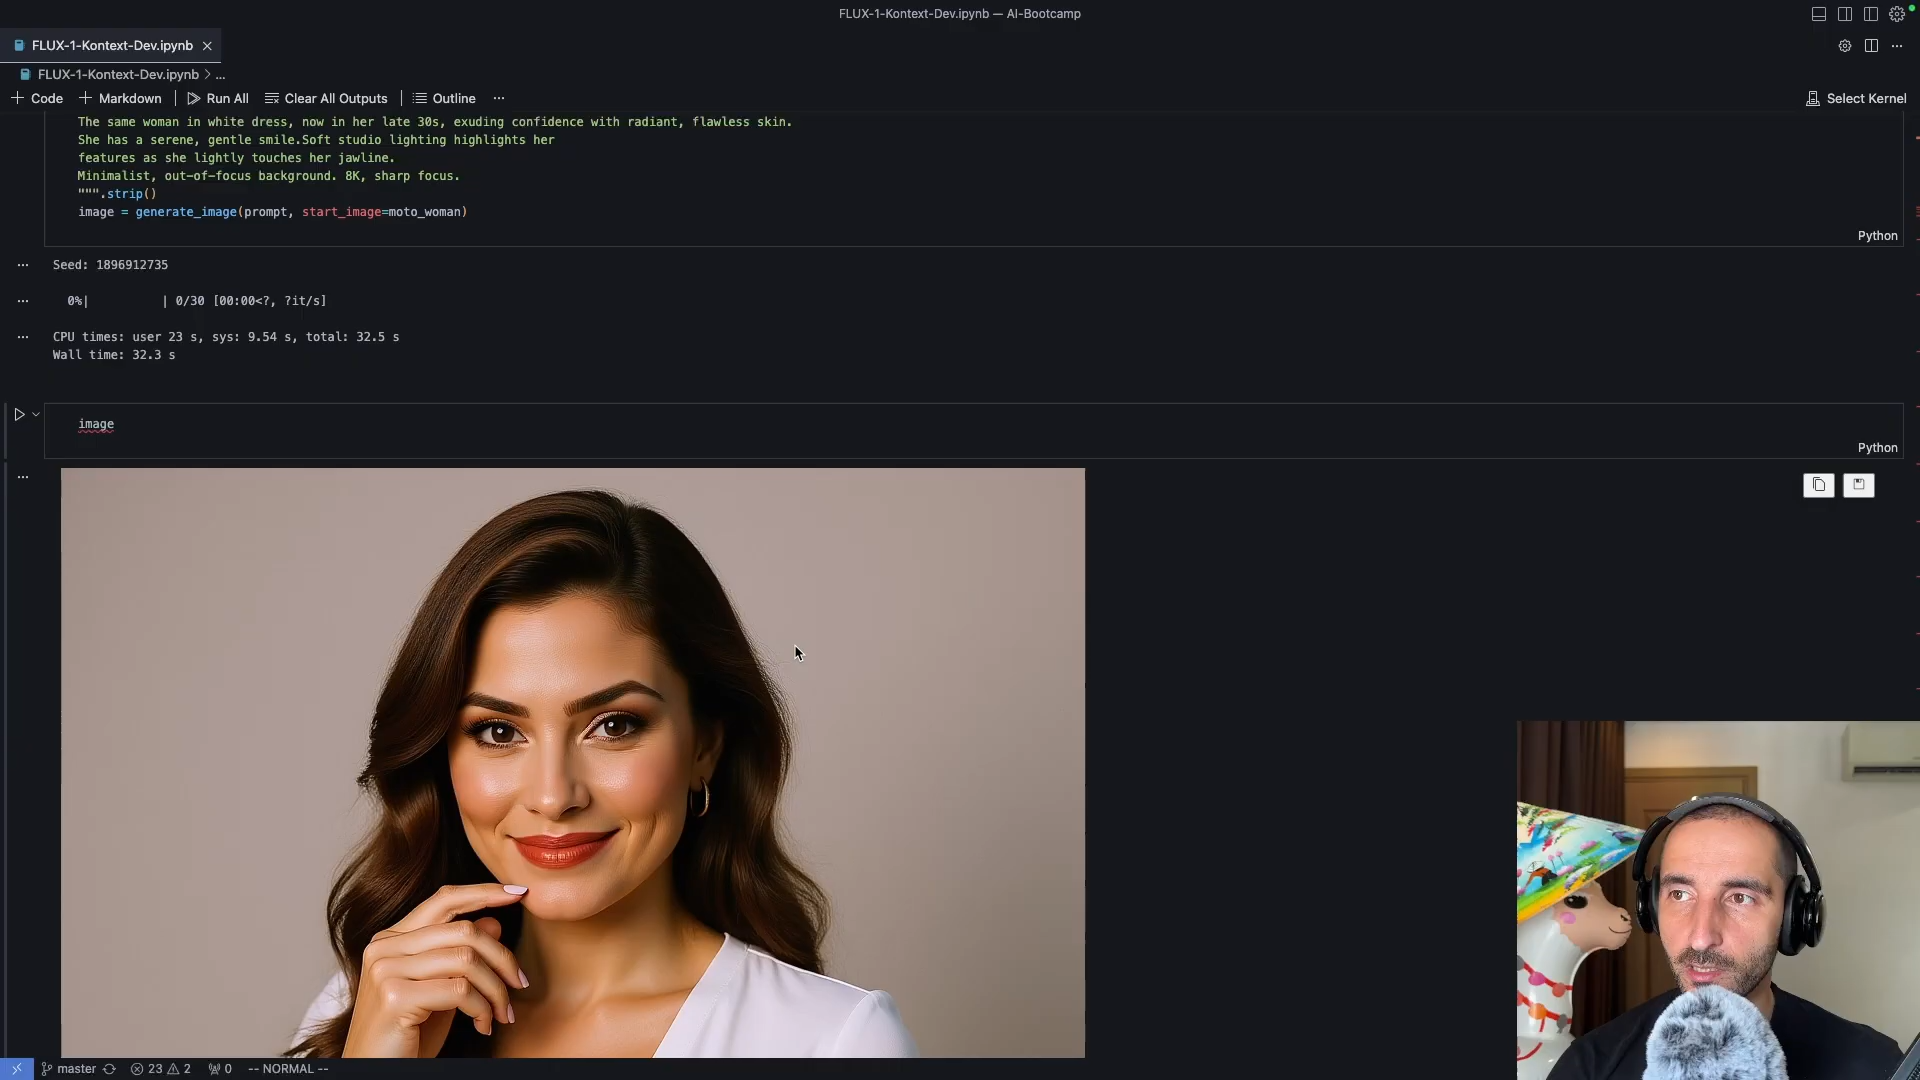 FLUX-1-Kontext-Dev.ipynb — AI-Bootcamp
FLUX-1-Kontext-Dev.ipynb
FLUX-1-Kontext-Dev.ipynb > ...
+ Code + Markdown Run All Clear All Outputs Outline ... Select Kernel
The same woman in white dress, now in her late 30s, exuding confidence with radiant, flawless skin.
She has a serene, gentle smile.Soft studio lighting highlights her
features as she lightly touches her jawline.
Minimalist, out-of-focus background. 8K, sharp focus.
""".strip()
image = generate_image(prompt, start_image=moto_woman)
Python
Seed: 1896912735
0%| | 0/30 [00:00<?, ?it/s]
CPU times: user 23 s, sys: 9.54 s, total: 32.5 s
Wall time: 32.3 s
image
Python
master 23 2 0 -- NORMAL --